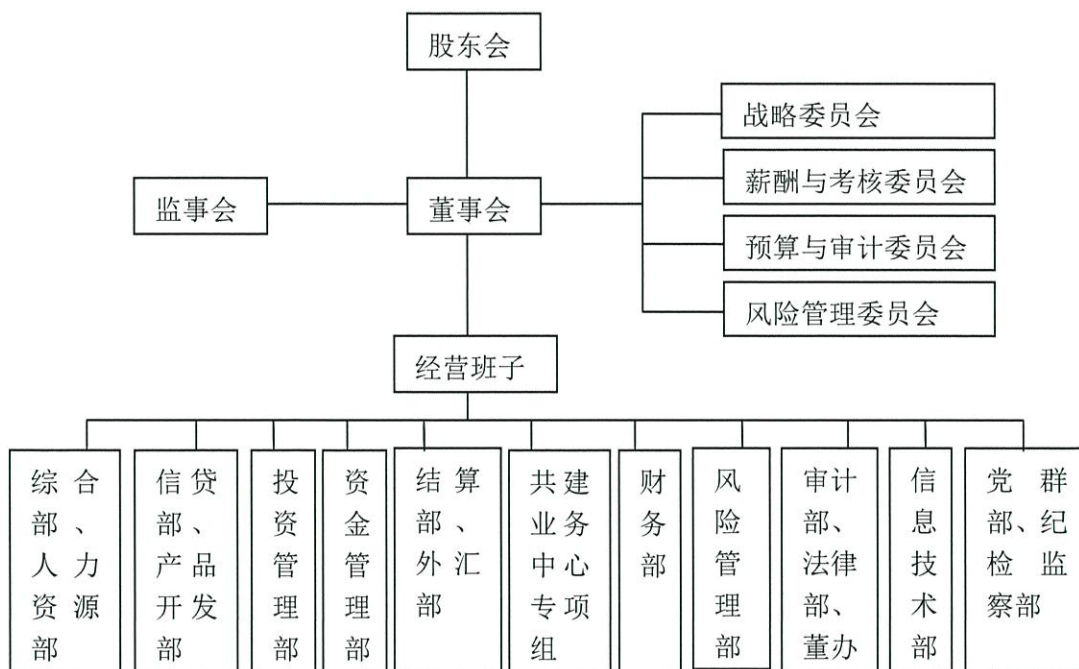 股东会
战略委员会
薪酬与考核委员会
监事会
董事会
预算与审计委员会
风险管理委员会
经营班子
综合
部、
人力
资源
部
信贷
部、
产品
开发
部
投
资
管
理
部
资
金
管
理
部
结算
部、
外汇
部
共建
业务
中心
专项
组
财
务
部
风
险
管
理
部
审计
部、
法律
部、
董办
信
息
技
术
部
党群
部、纪
检监
察部